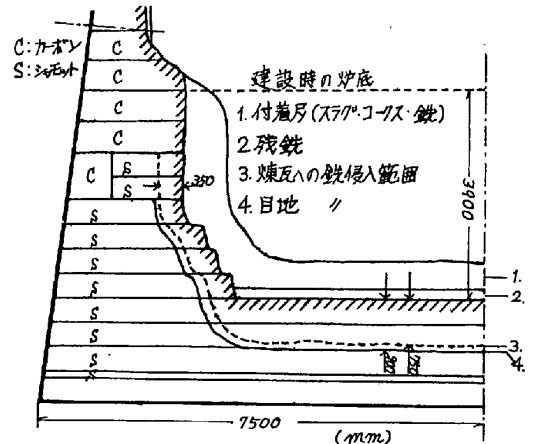 C:カーボン
S:シャモット
建設時の炉底
1. 付着層(スラグ・コークス・銑)
2. 残銑
3. 煉瓦への銑侵入範囲
4. 目地 〃
C
C
C
C
C
S
S
350
3900
S
S
S
S
S
S
S
1.
2.
3.
4.
7500
(mm)